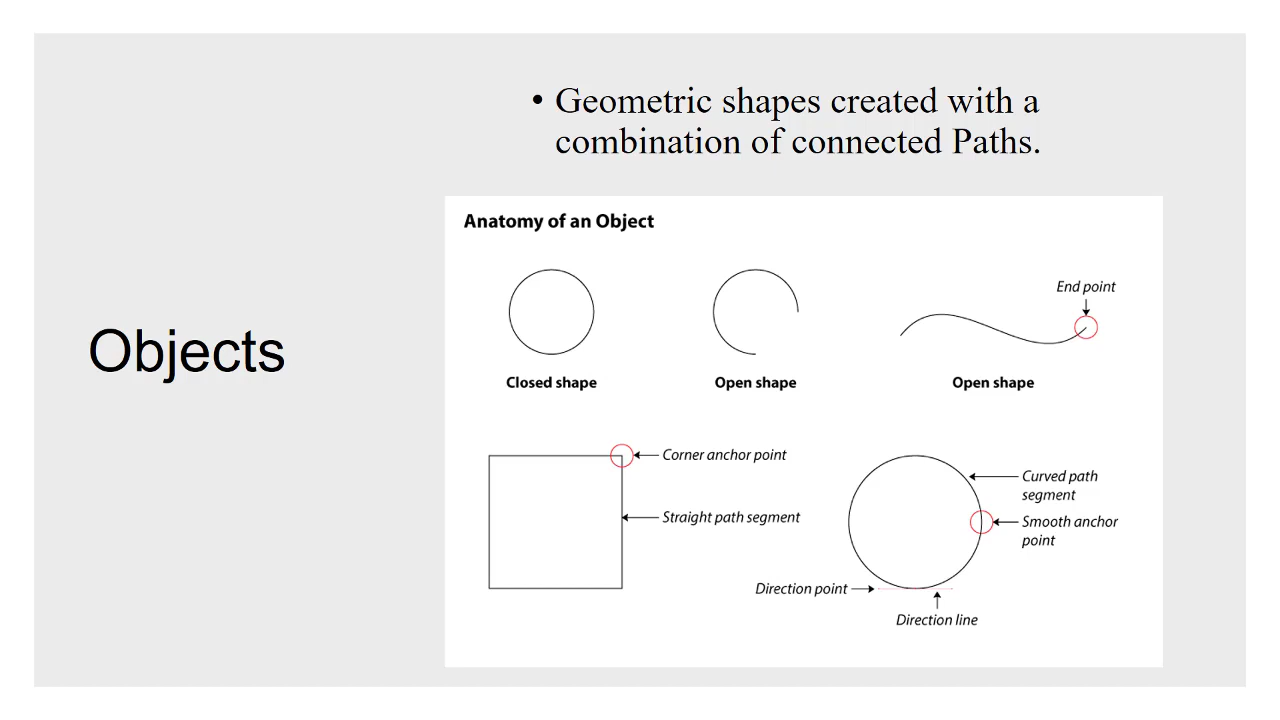 Objects
• Geometric shapes created with a
combination of connected Paths.
Anatomy of an Object
End point
Closed shape
Open shape
Open shape
Corner anchor point
Straight path segment
Curved path
segment
Smooth anchor
point
Direction point
Direction line